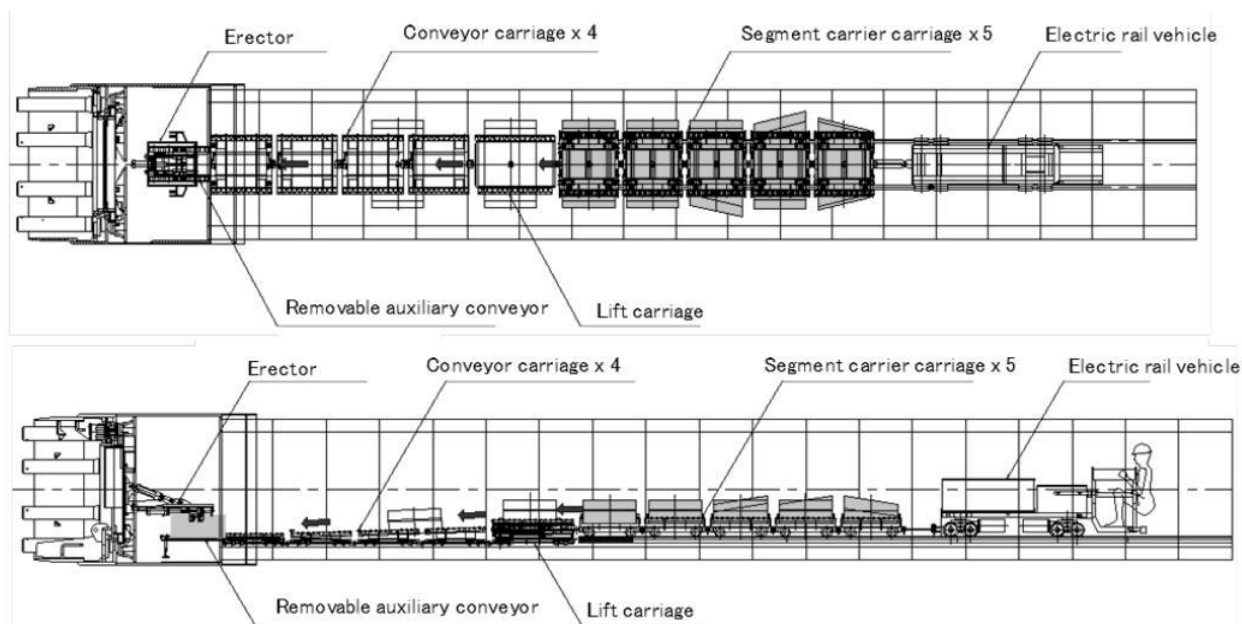 Erector
Conveyor carriage x 4
Segment carrier carriage x 5
Electric rail vehicle
Removable auxiliary conveyor
Lift carriage
Erector
Conveyor carriage x 4
Segment carrier carriage x 5
Electric rail vehicle
Removable auxiliary conveyor
Lift carriage